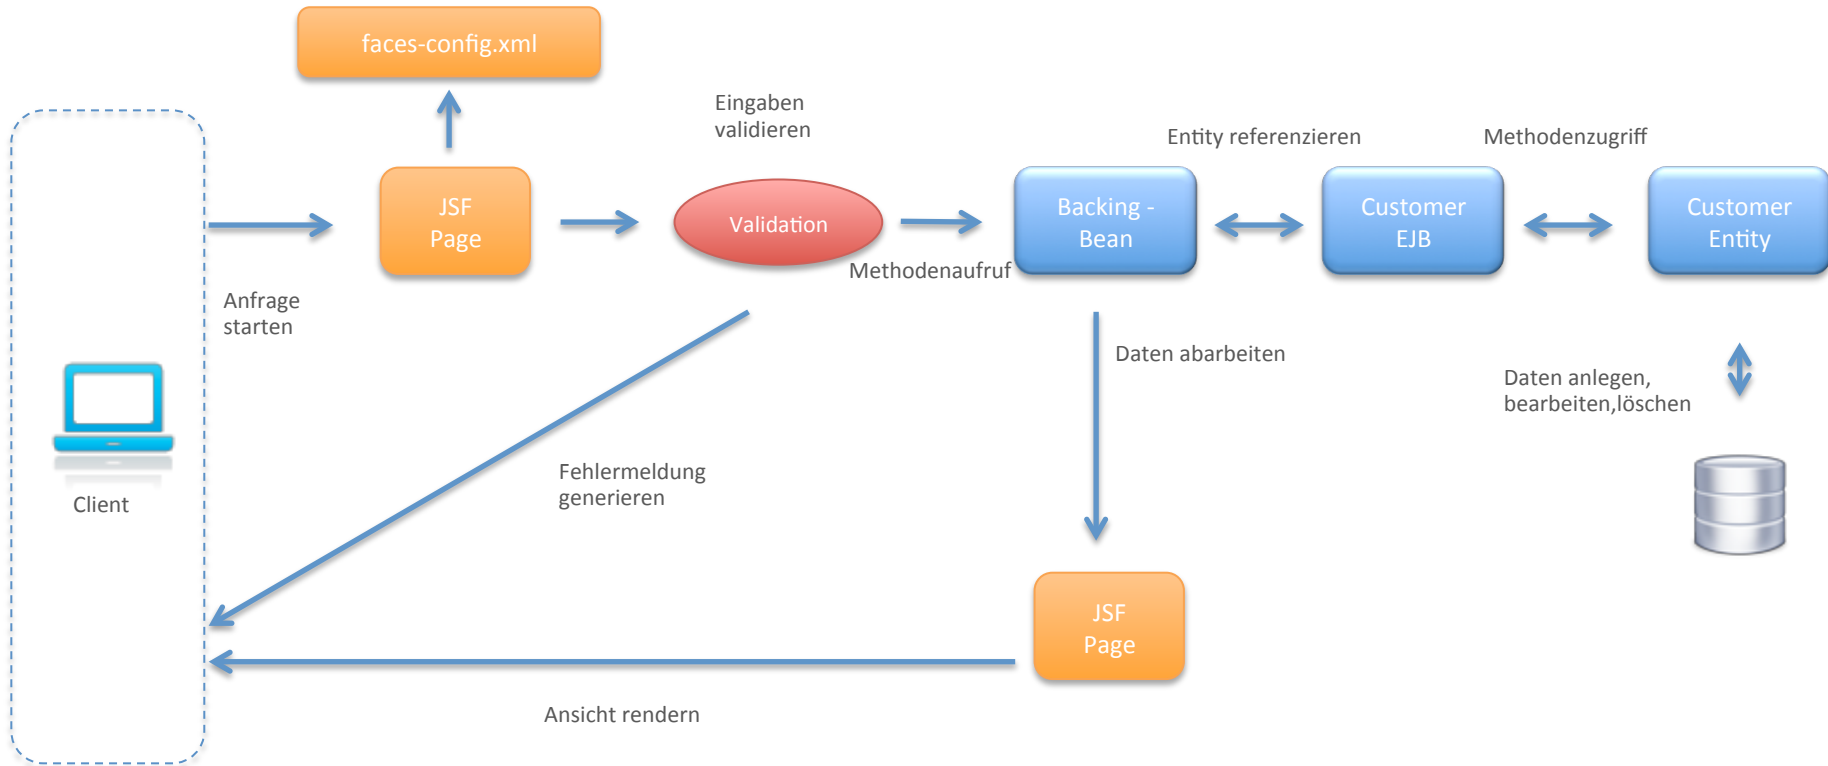 faces-config.xml
Eingaben
validieren
Entity referenzieren
Methodenzugriff
JSF
Page
Validation
Backing -
Bean
Customer
EJB
Customer
Entity
Methodenaufruf
Anfrage
starten
Daten abarbeiten
Daten anlegen,
bearbeiten,löschen
Fehlermeldung
generieren
Client
JSF
Page
Ansicht rendern